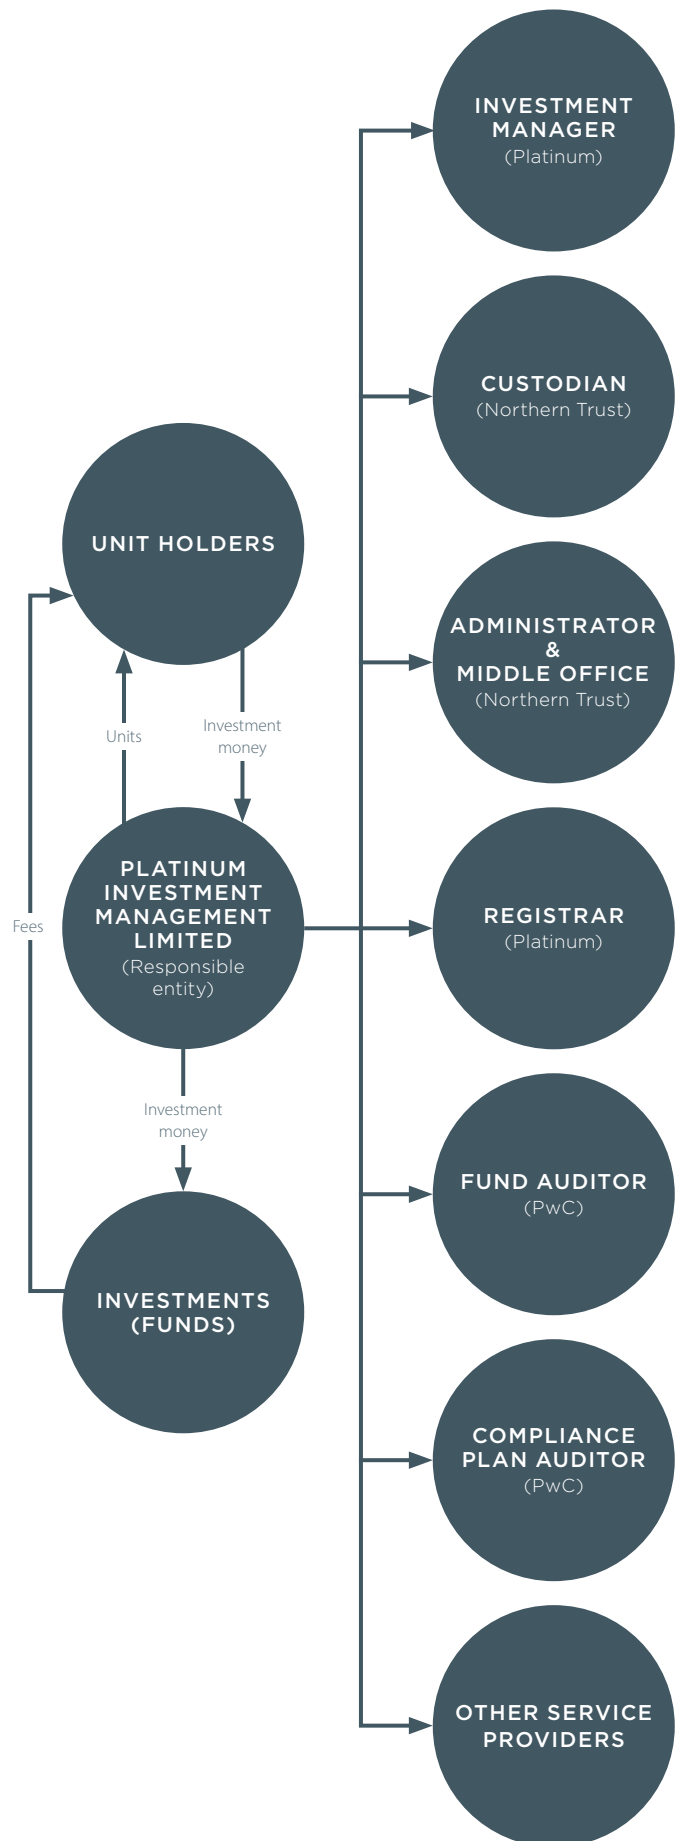 INVESTMENT
MANAGER
(Platinum)
CUSTODIAN
(Northern Trust)
UNIT HOLDERS
ADMINISTRATOR
&
MIDDLE OFFICE
(Northern Trust)
Units
Investment
money
PLATINUM
INVESTMENT
MANAGEMENT
LIMITED
(Responsible
entity)
Fees
REGISTRAR
(Platinum)
Investment
money
FUND AUDITOR
(PwC)
INVESTMENTS
(FUNDS)
COMPLIANCE
PLAN AUDITOR
(PwC)
OTHER SERVICE
PROVIDERS